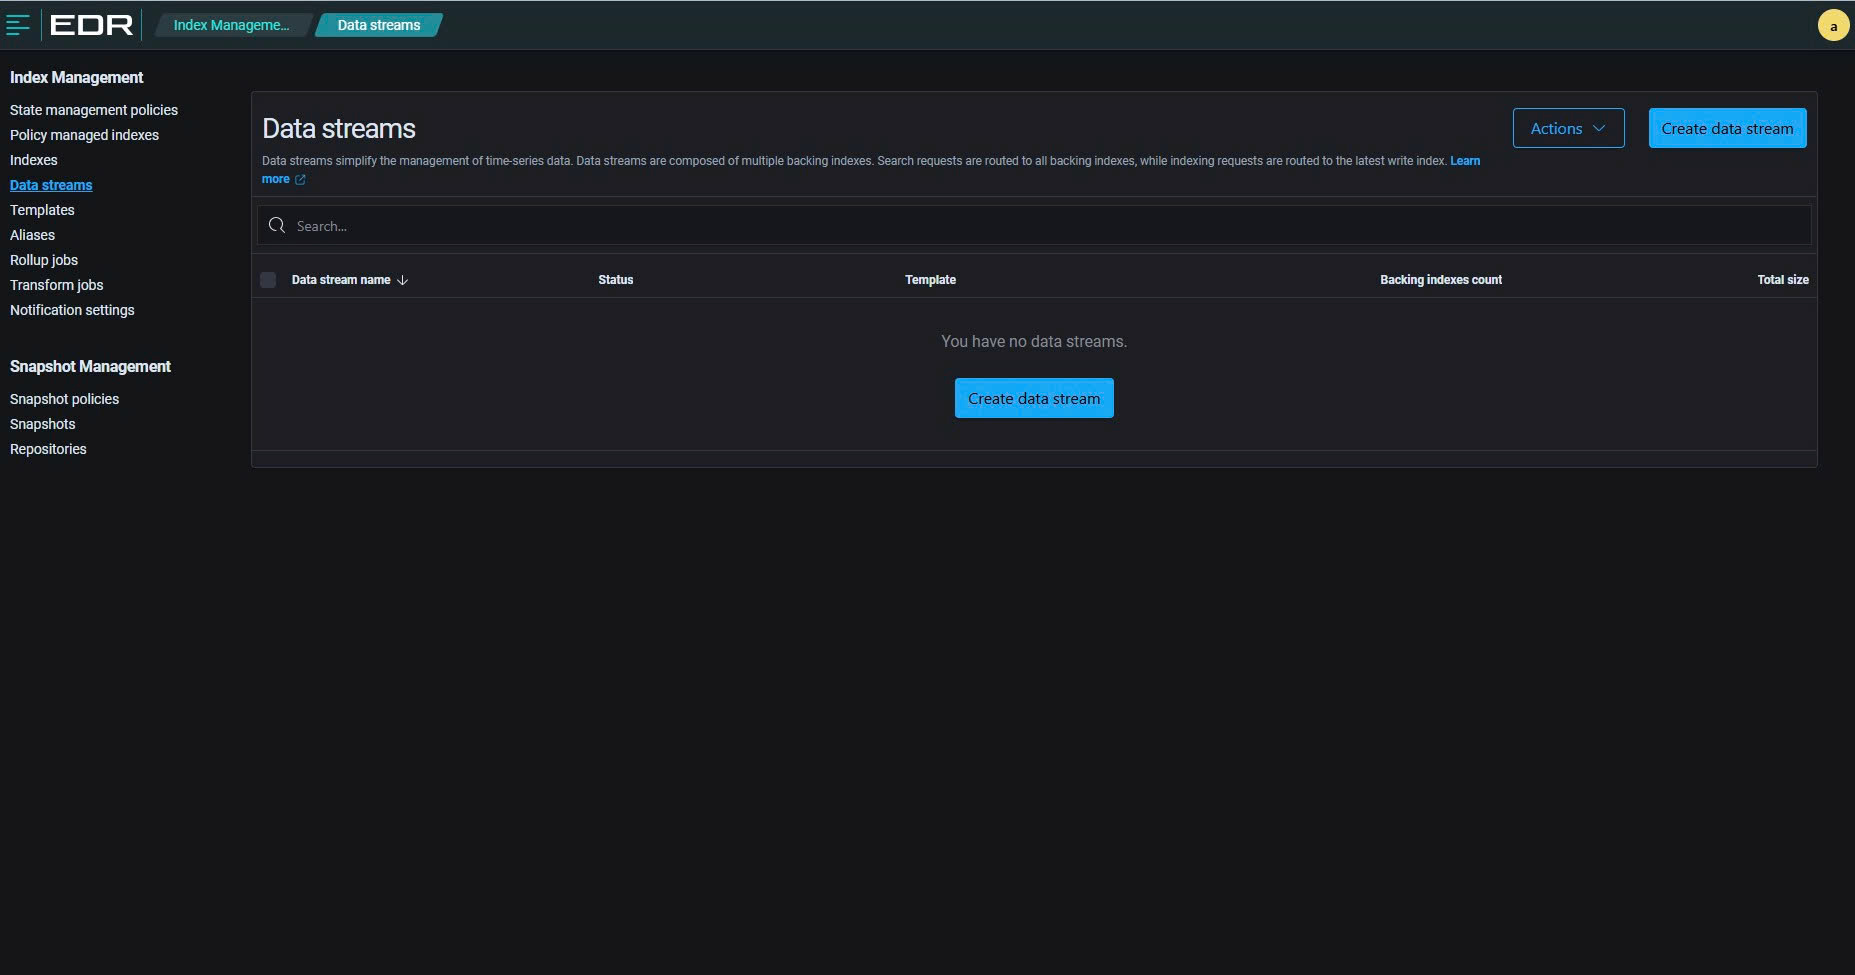 EDR
Index Manageme...
Data streams
a
Index Management
State management policies
Policy managed indexes
Indexes
Data streams
Templates
Aliases
Rollup jobs
Transform jobs
Notification settings
Snapshot Management
Snapshot policies
Snapshots
Repositories
Data streams
Actions
Create data stream
Data streams simplify the management of time-series data. Data streams are composed of multiple backing indexes. Search requests are routed to all backing indexes, while indexing requests are routed to the latest write index. Learn
more
Search...
Data stream name Status Template Backing indexes count Total size
You have no data streams.
Create data stream